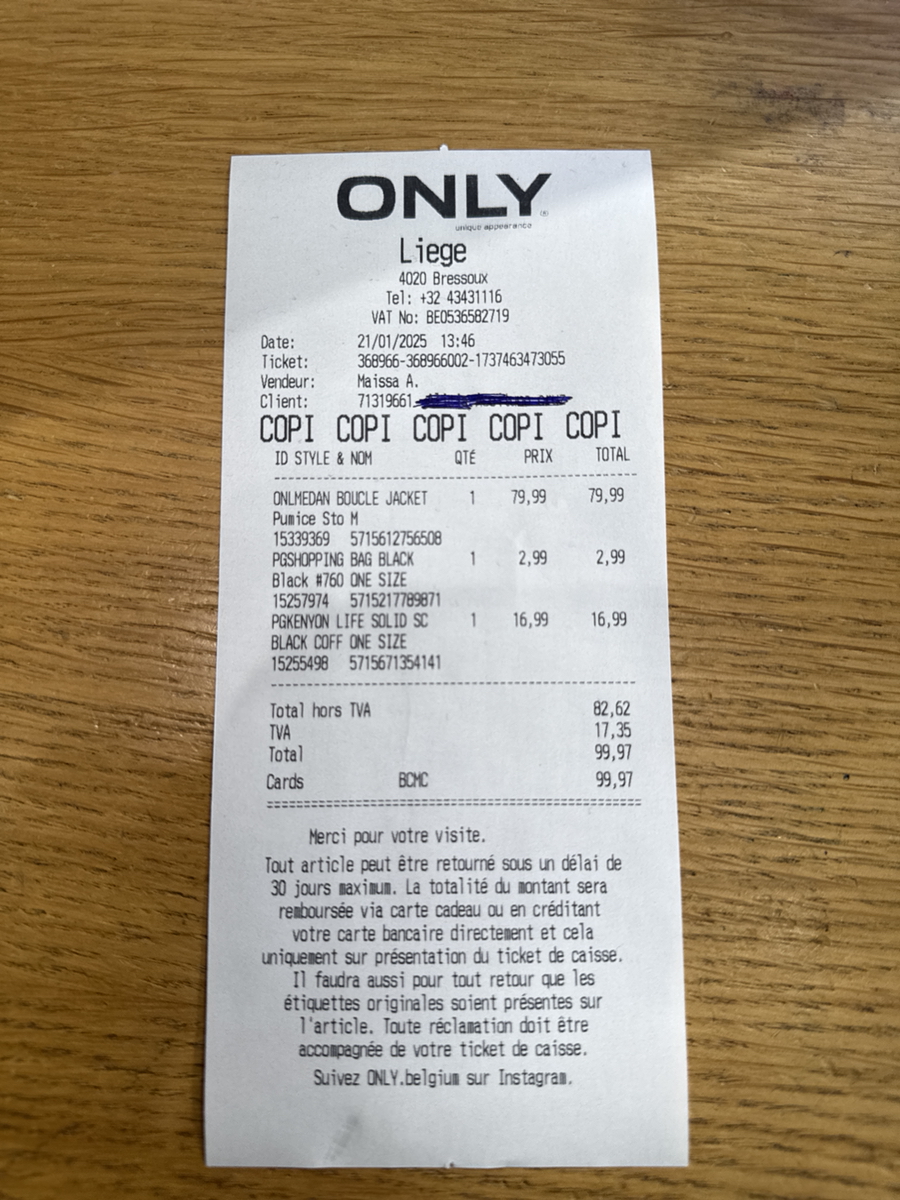 ONLY
unique appearance
Liege
4020 Bressoux
Tel: +32 43431116
VAT No: BE0536582719
Date: 21/01/2025 13:46
Ticket: 368966-368966002-1737463473055
Vendeur: Maissa A.
Client: 71319661
COPI COPI COPI COPI COPI
ID STYLE & NOM QTÉ PRIX TOTAL
ONLMEDAN BOUCLE JACKET 1 79,99 79,99
Pumice Sto M
15339369 5715612756508
PGSHOPPING BAG BLACK 1 2,99 2,99
Black #760 ONE SIZE
15257974 5715217789871
PGKENYON LIFE SOLID SC 1 16,99 16,99
BLACK COFF ONE SIZE
15255498 5715671354141
Total hors TVA 82,62
TVA 17,35
Total 99,97
Cards BCMC 99,97
Merci pour votre visite.
Tout article peut être retourné sous un délai de
30 jours maximum. La totalité du montant sera
remboursée via carte cadeau ou en créditant
votre carte bancaire directement et cela
uniquement sur présentation du ticket de caisse.
Il faudra aussi pour tout retour que les
étiquettes originales soient présentes sur
l'article. Toute réclamation doit être
accompagnée de votre ticket de caisse.
Suivez ONLY.belgium sur Instagram.